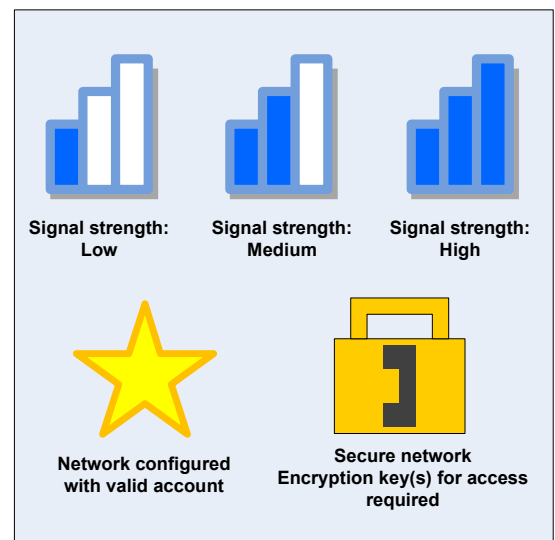 Signal strength:
Low
Signal strength:
Medium
Signal strength:
High
Network configured
with valid account
Secure network
Encryption key(s) for access
required